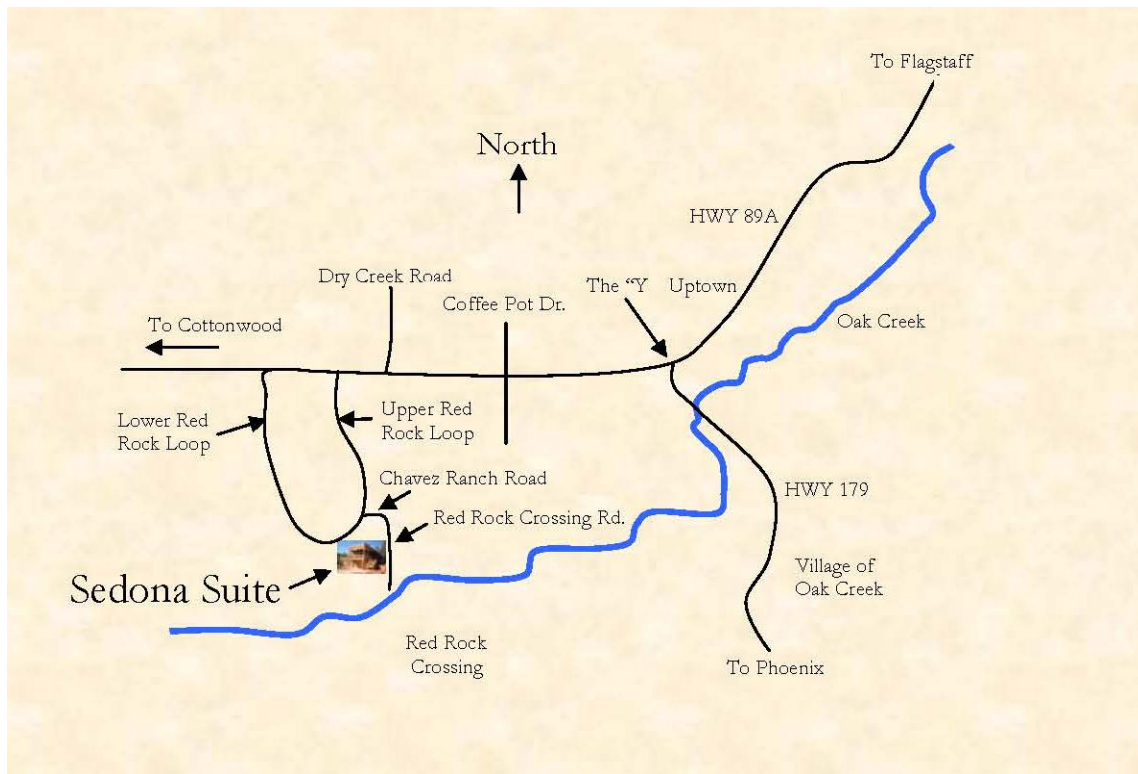 To Flagstaff
North
HWY 89A
Dry Creek Road
The “Y
Uptown
Coffee Pot Dr.
To Cottonwood
Oak Creek
Lower Red
Rock Loop
Upper Red
Rock Loop
Chavez Ranch Road
HWY 179
Red Rock Crossing Rd.
Sedona Suite
Village of
Oak Creek
Red Rock
Crossing
To Phoenix